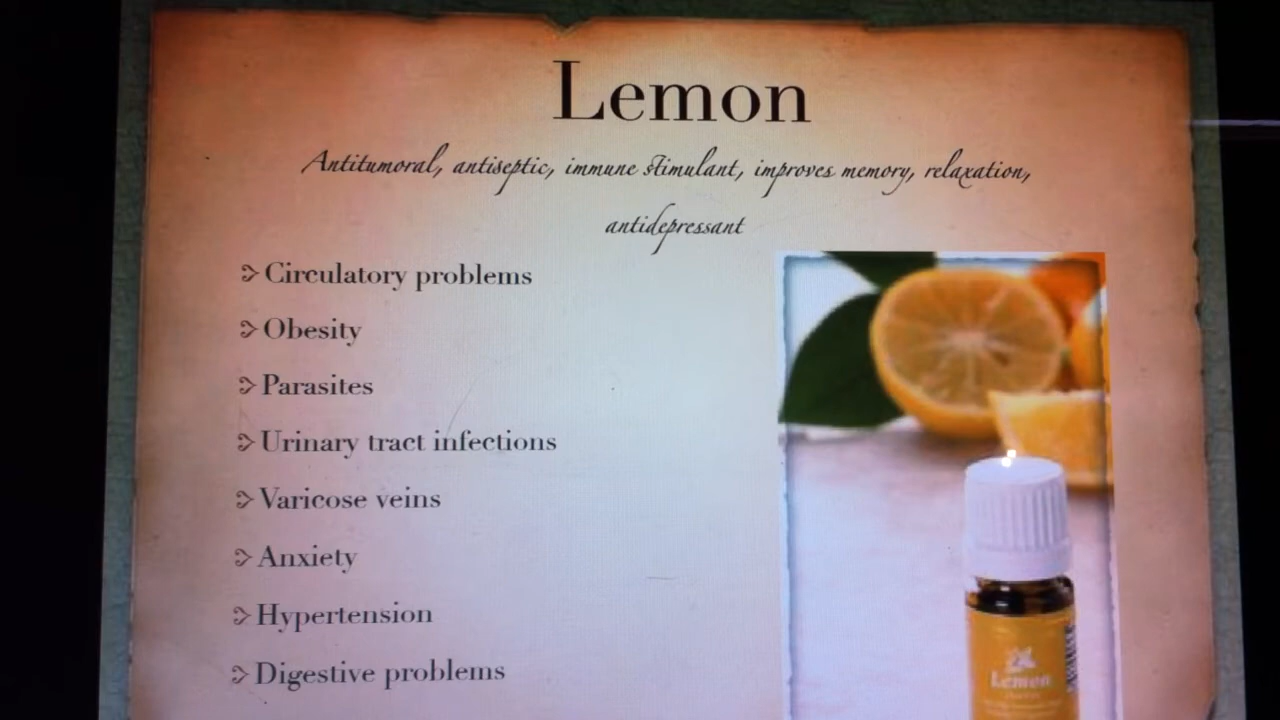 Lemon
Antitumoral, antiseptic, immune stimulant, improves memory, relaxation,
antidepressant
Circulatory problems
Obesity
Parasites
Urinary tract infections
Varicose veins
Anxiety
Hypertension
Digestive problems
Lemon